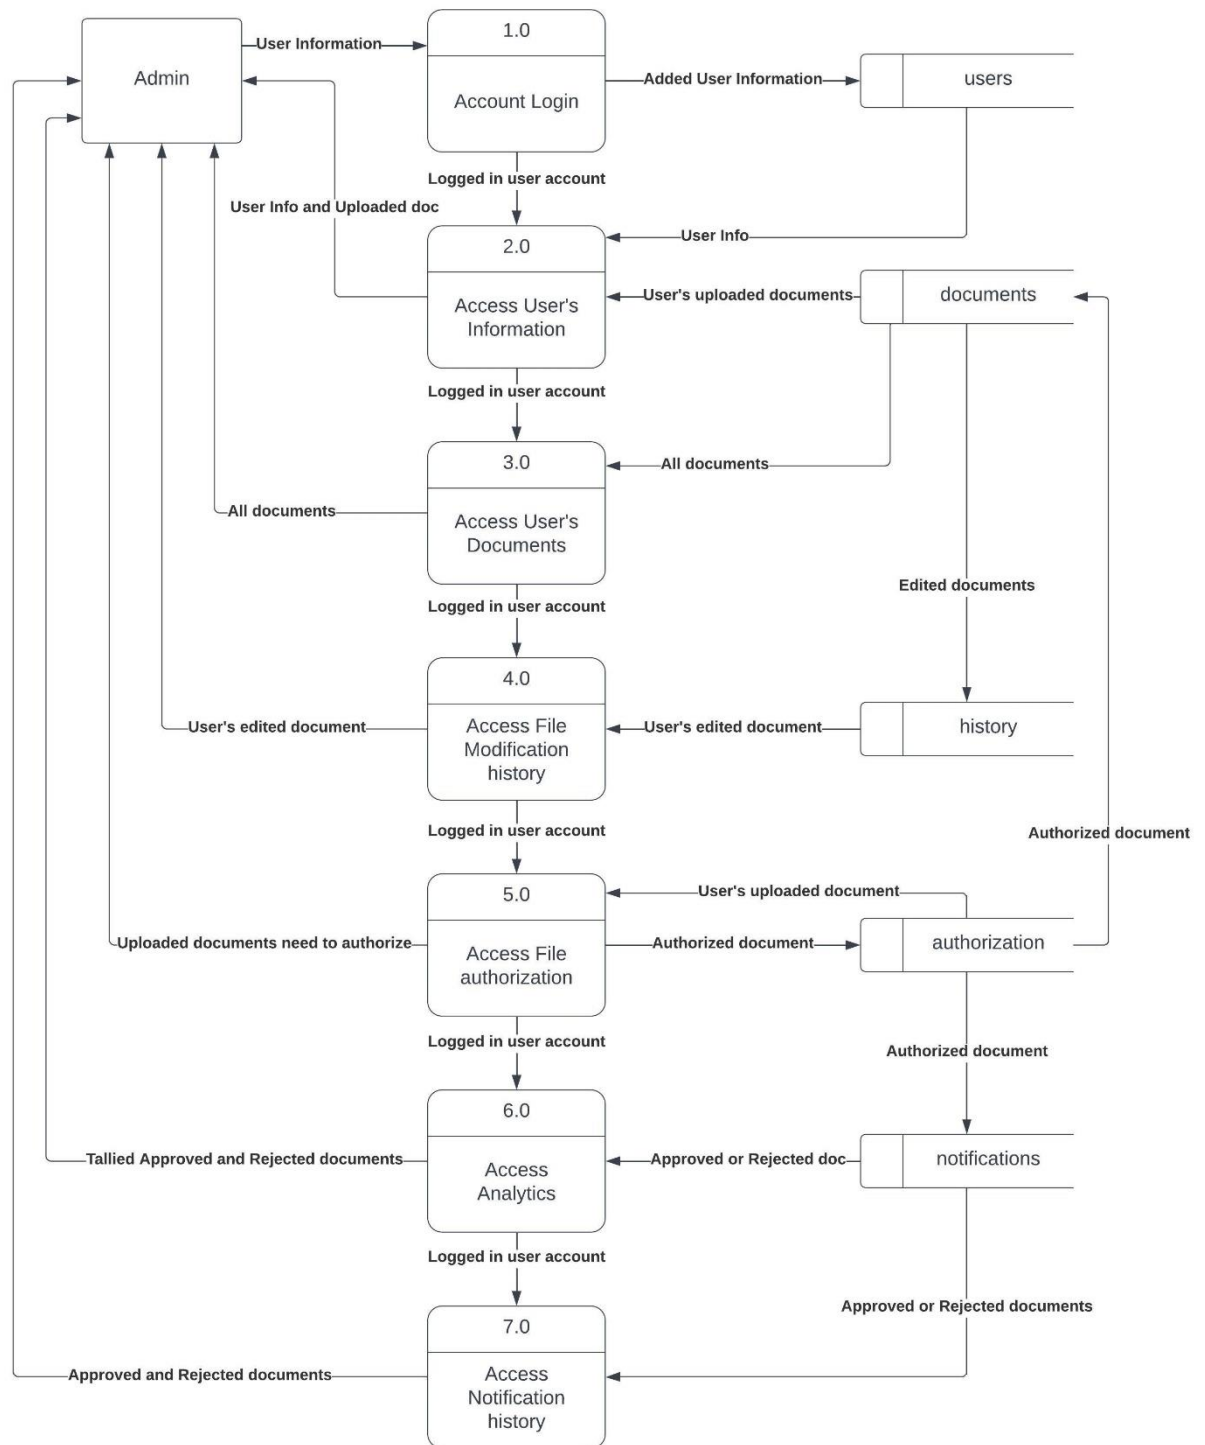 1.0
User Information
Admin
Added User Information
users
Account Login
Logged in user account
User Info and Uploaded doc
User Info
2.0
User's uploaded documents
documents
Access User's
Information
Logged in user account
3.0
All documents
All documents
Access User's
Documents
Edited documents
Logged in user account
4.0
User's edited document
Access File
Modification
history
User's edited document
history
Logged in user account
Authorized document
5.0
User's uploaded document
Uploaded documents need to authorize
Authorized document
authorization
Access File
authorization
Logged in user account
Authorized document
6.0
Tallied Approved and Rejected documents
Approved or Rejected doc
notifications
Access
Analytics
Logged in user account
Approved or Rejected documents
7.0
Approved and Rejected documents
Access
Notification
history